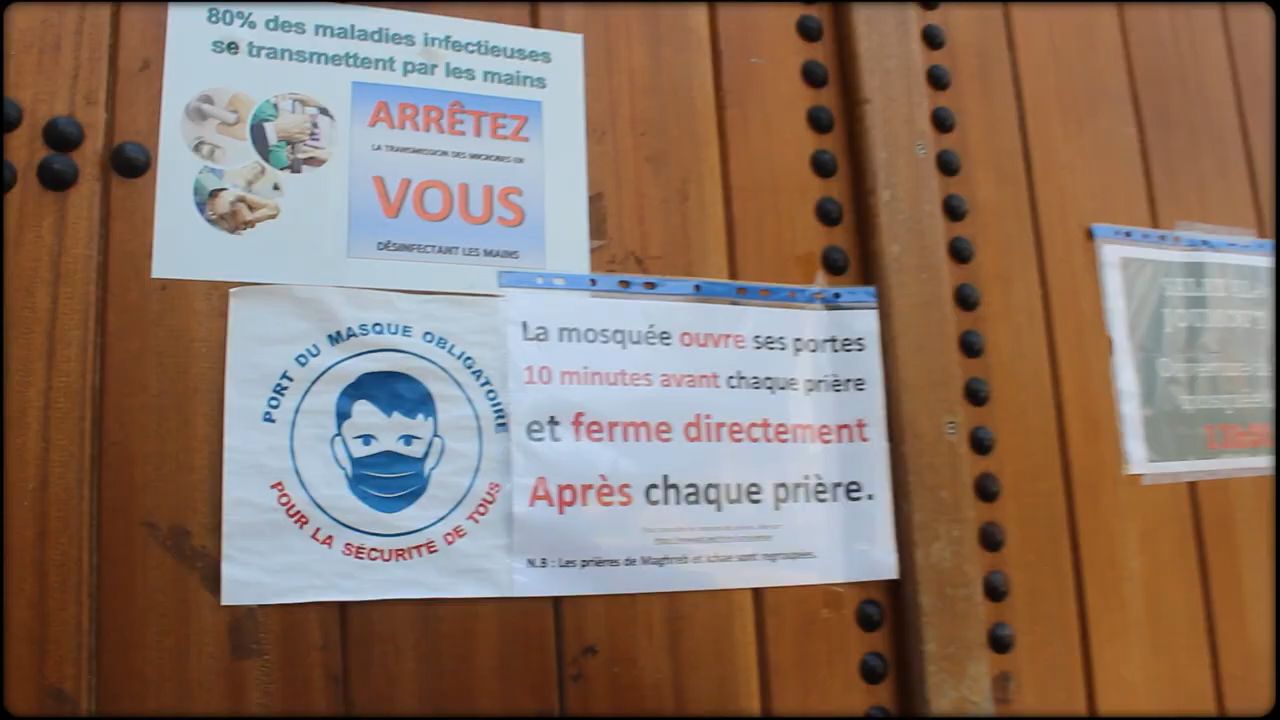 80% des maladies infectieuses
se transmettent par les mains
ARRÊTEZ
LA TRANSMISSION DES MICROBES EN
VOUS
DÉSINFECTANT LES MAINS
PORT DU MASQUE OBLIGATOIRE
POUR LA SÉCURITÉ DE TOUS
La mosquée ouvre ses portes
10 minutes avant chaque prière
et ferme directement
Après chaque prière.
N.B : Les prières de Maghreb et Ichae sont regroupées.